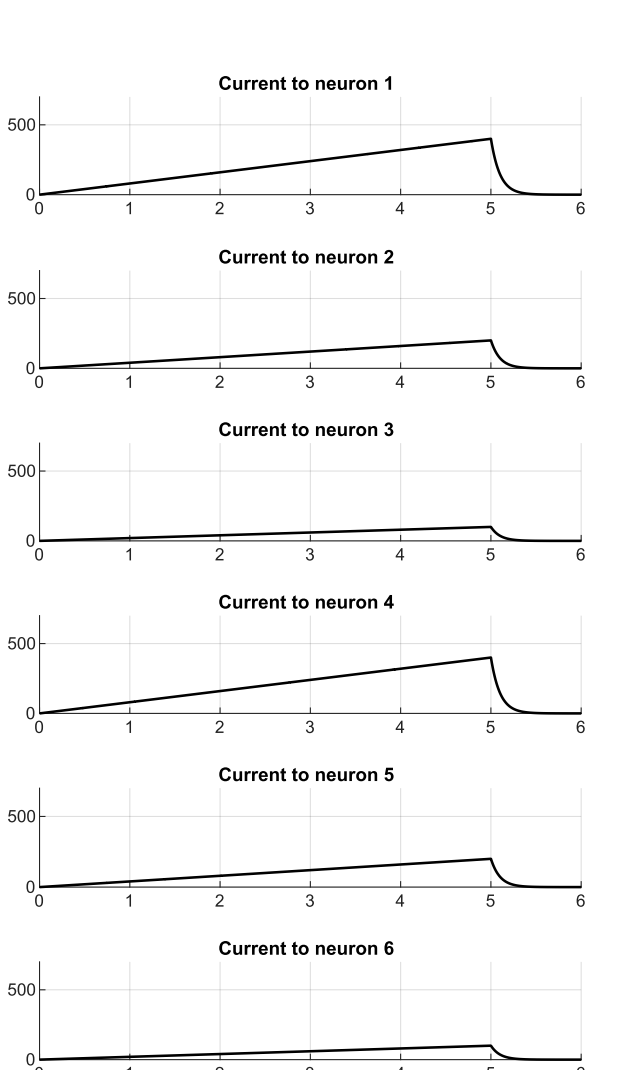 Current to neuron 1
500
0
0 1 2 3 4 5 6
Current to neuron 2
500
0
0 1 2 3 4 5 6
Current to neuron 3
500
0
0 1 2 3 4 5 6
Current to neuron 4
500
0
0 1 2 3 4 5 6
Current to neuron 5
500
0
0 1 2 3 4 5 6
Current to neuron 6
500
0